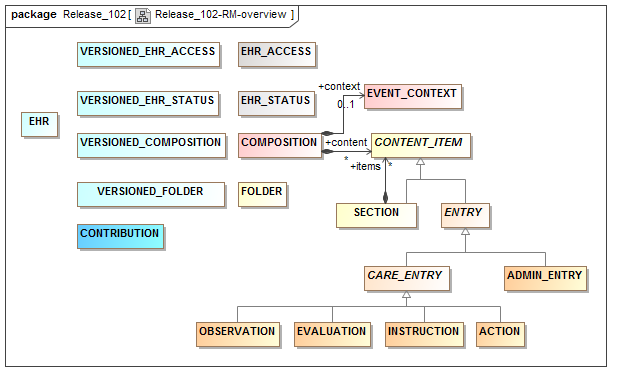 package Release_102 [ Release_102-RM-overview ]
VERSIONED_EHR_ACCESS
EHR_ACCESS
+context
EVENT_CONTEXT
VERSIONED_EHR_STATUS
EHR_STATUS
0..1
EHR
VERSIONED_COMPOSITION
COMPOSITION
+content
CONTENT_ITEM
*
+items
*
VERSIONED_FOLDER
FOLDER
SECTION
ENTRY
CONTRIBUTION
CARE_ENTRY
ADMIN_ENTRY
OBSERVATION
EVALUATION
INSTRUCTION
ACTION